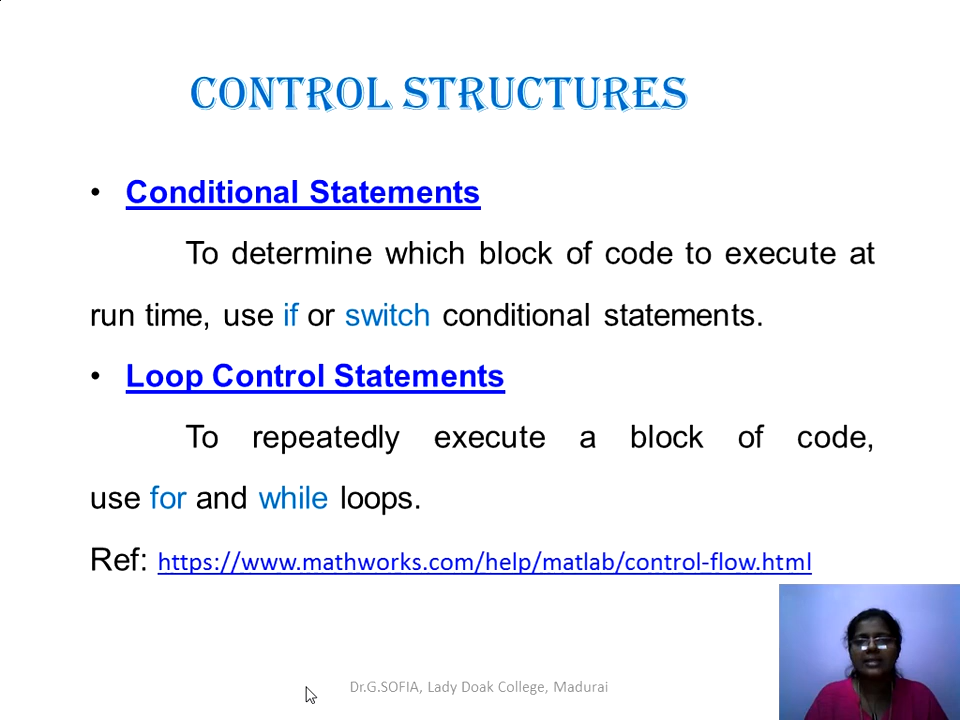 CONTROL STRUCTURES
• Conditional Statements
To determine which block of code to execute at
run time, use if or switch conditional statements.
• Loop Control Statements
To repeatedly execute a block of code,
use for and while loops.
Ref: https://www.mathworks.com/help/matlab/control-flow.html
Dr.G.SOFIA, Lady Doak College, Madurai